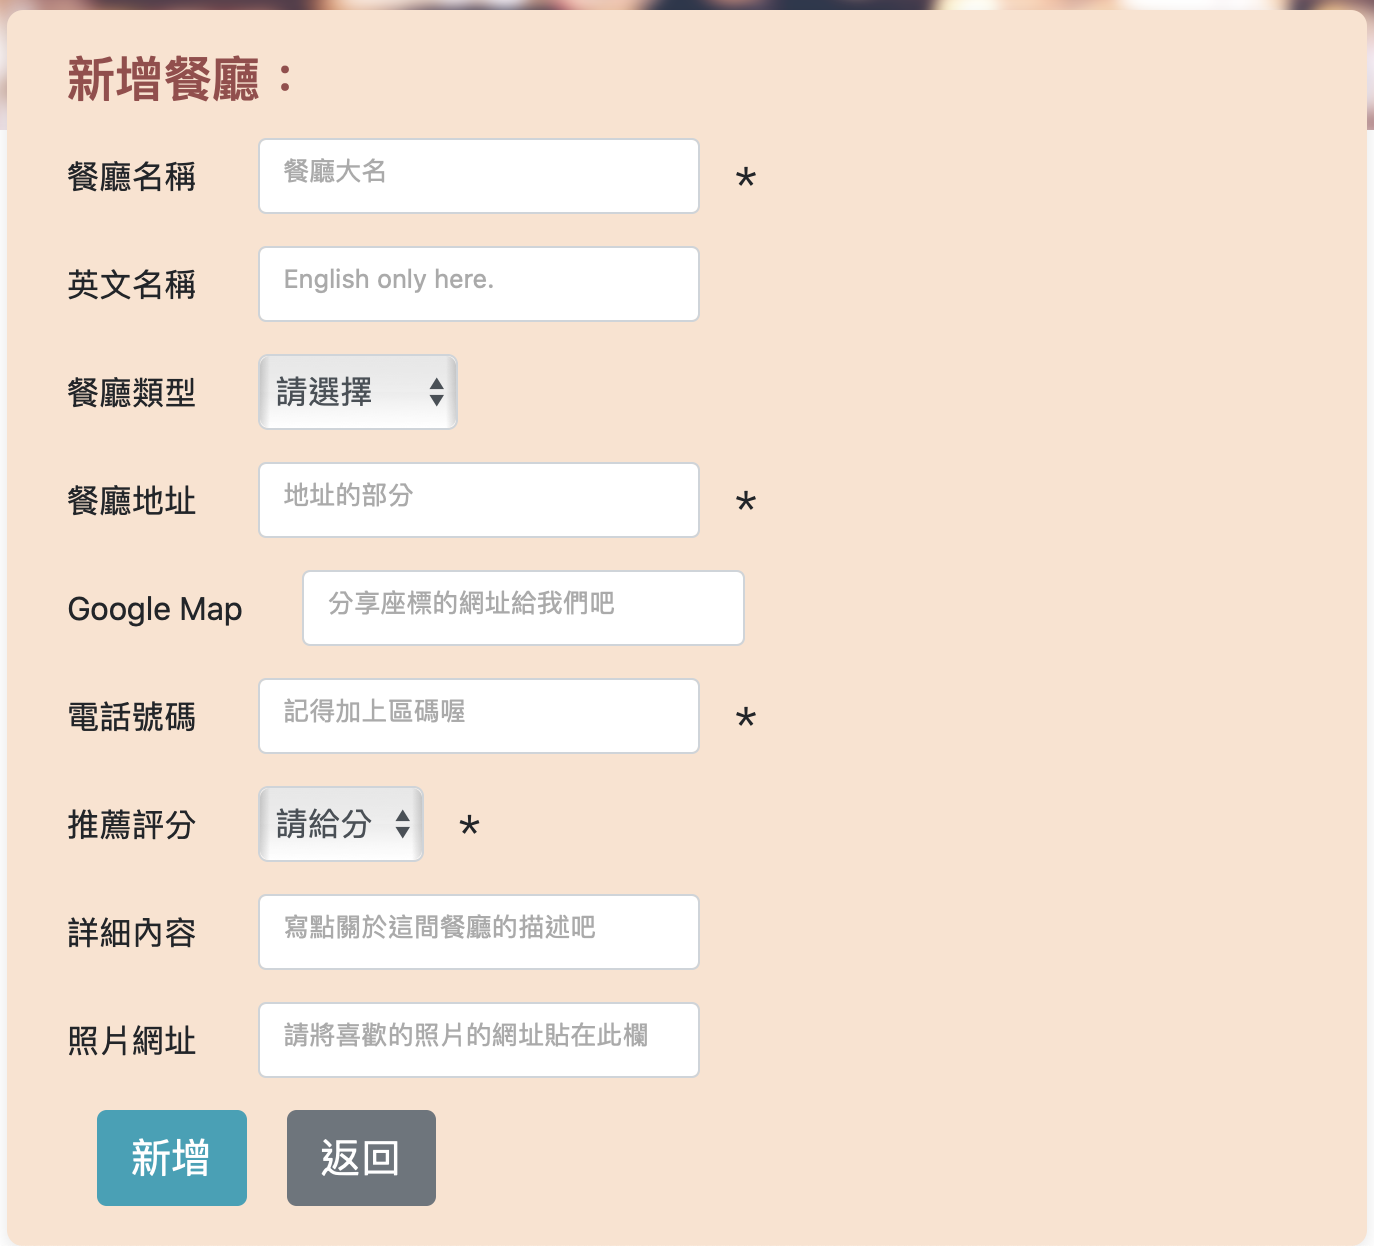 新增餐廳：
餐廳名稱 餐廳大名 *
英文名稱 English only here.
餐廳類型 請選擇
餐廳地址 地址的部分 *
Google Map 分享座標的網址給我們吧
電話號碼 記得加上區碼喔 *
推薦評分 請給分 *
詳細內容 寫點關於這間餐廳的描述吧
照片網址 請將喜歡的照片的網址貼在此欄
新增 返回